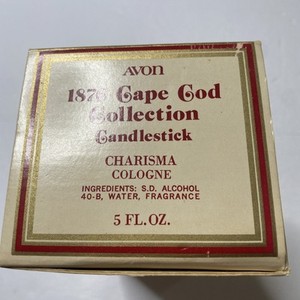 AVON
1876 Cape Cod
Collection
Candlestick
CHARISMA
COLOGNE
INGREDIENTS: S.D. ALCOHOL
40-B, WATER, FRAGRANCE
5 FL. OZ.